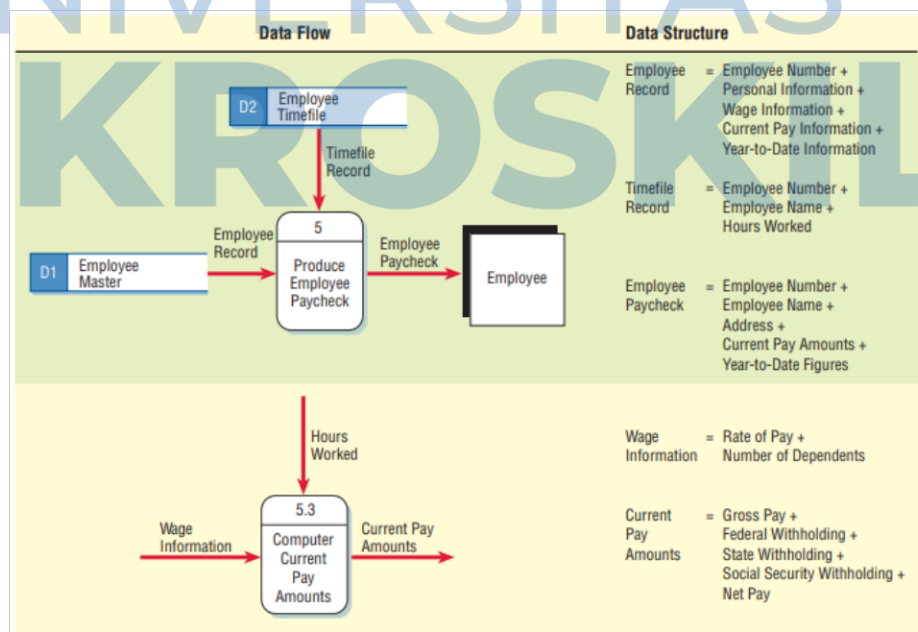 NIVERSITAS
KROSKIL
Data Flow
Data Structure
D2
Employee
Timefile
Timefile
Record
Employee
Record
D1
Employee
Master
5
Produce
Employee
Paycheck
Employee
Paycheck
Employee
Employee = Employee Number +
Record Personal Information +
Wage Information +
Current Pay Information +
Year-to-Date Information
Timefile = Employee Number +
Record Employee Name +
Hours Worked
Employee = Employee Number +
Paycheck Employee Name +
Address +
Current Pay Amounts +
Year-to-Date Figures
Hours
Worked
Wage
Information
5.3
Computer
Current
Pay
Amounts
Current Pay
Amounts
Wage = Rate of Pay +
Information Number of Dependents
Current = Gross Pay +
Pay Federal Withholding +
Amounts State Withholding +
Social Security Withholding +
Net Pay